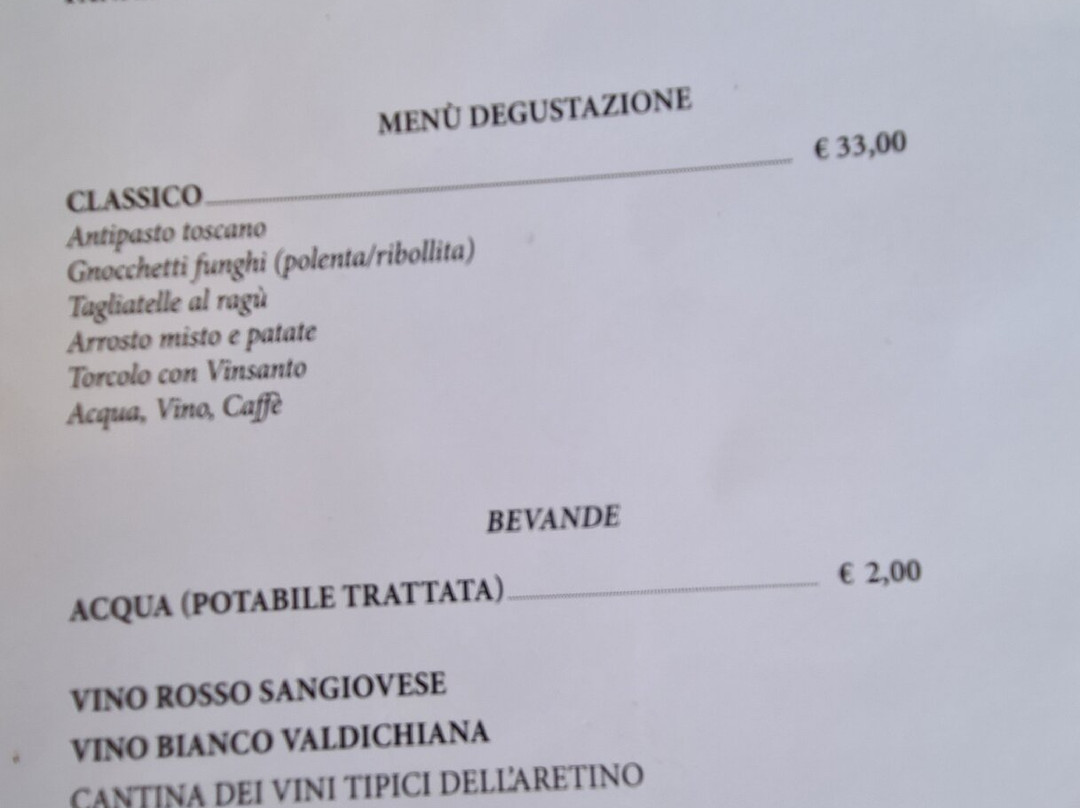 MENÙ DEGUSTAZIONE
CLASSICO € 33,00
Antipasto toscano
Gnocchetti funghi (polenta/ribollita)
Tagliatelle al ragù
Arrosto misto e patate
Torcolo con Vinsanto
Acqua, Vino, Caffè
BEVANDE
ACQUA (POTABILE TRATTATA) € 2,00
VINO ROSSO SANGIOVESE
VINO BIANCO VALDICHIANA
CANTINA DEI VINI TIPICI DELL'ARETINO